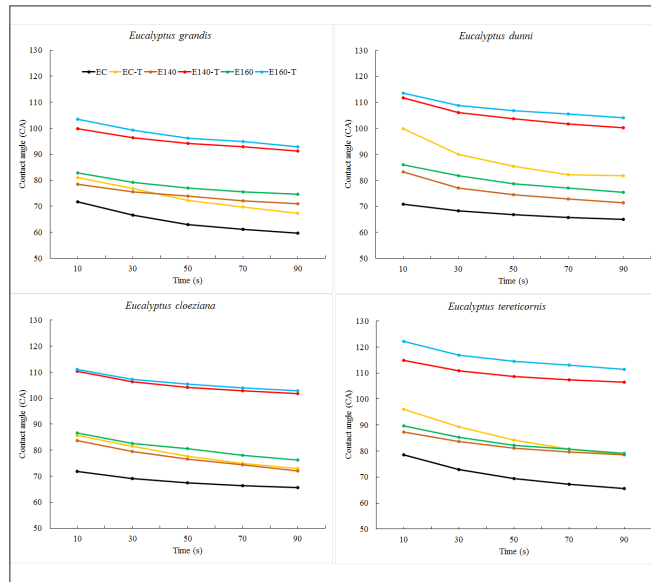 Eucalyptus grandis
130
120
110
100
90
80
70
60
50
Contact angle (CA)
EC EC-T E140 E140-T E160 E160-T
10 30 50 70 90
Time (s)
Eucalyptus dunni
130
120
110
100
90
80
70
60
50
Contact angle (CA)
10 30 50 70 90
Time (s)
Eucalyptus cloeziana
130
120
110
100
90
80
70
60
50
Contact angle (CA)
10 30 50 70 90
Time (s)
Eucalyptus tereticornis
130
120
110
100
90
80
70
60
50
Contact angle (CA)
10 30 50 70 90
Time (s)